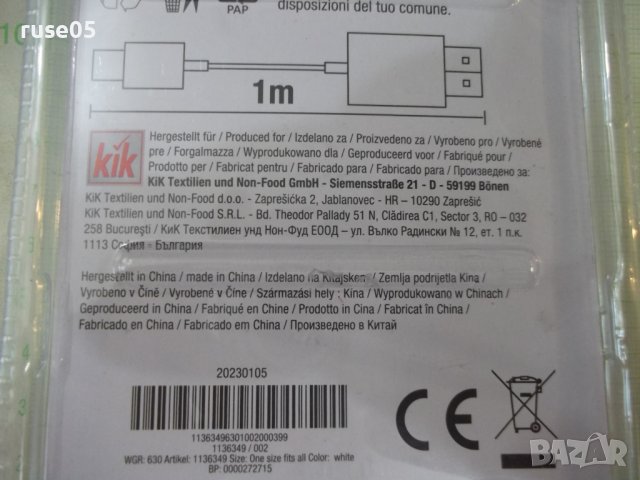 ruse05
disposizioni del tuo comune.
PAP
1m
kik
Hergestellt für / Produced for / Izdelano za / Proizvedeno za / Vyrobeno pro / Vyrobené
pre / Forgalmazza / Wyprodukowano dla / Geproduceerd voor / Fabriqué pour /
Prodotto per / Fabricat pentru / Fabricado para / Fabricado para / Произведено за:
KiK Textilien und Non-Food GmbH - Siemensstraße 21 - D - 59199 Bönen
KiK Textilien und Non-Food d.o.o. - Zaprešićka 2, Jablanovec - HR – 10290 Zaprešić
KiK Textilien und Non-Food S.R.L. - Bd. Theodor Pallady 51 N, Clădirea C1, Sector 3, RO – 032
258 București / КиК Текстилиен унд Нон-Фуд ЕООД – ул. Вълко Радински № 12, ет. 1 п.к.
1113 София - България
Hergestellt in China / made in China / Izdelano na Kitajskem / Zemlja podrijetla Kina /
Vyrobeno v Číně / Vyrobené v Číne / Származási hely : Kina / Wyprodukowano w Chinach /
Geproduceerd in China / Fabriqué en Chine / Prodotto in Cina / Fabricat în China /
Fabricado en China / Fabricado em China / Произведено в Китай
20230105
11363496301002000399
1136349 / 002
WGR: 630 Artikel: 1136349 Size: One size fits all Color: white
BP: 0000272715
CE
BAZAR